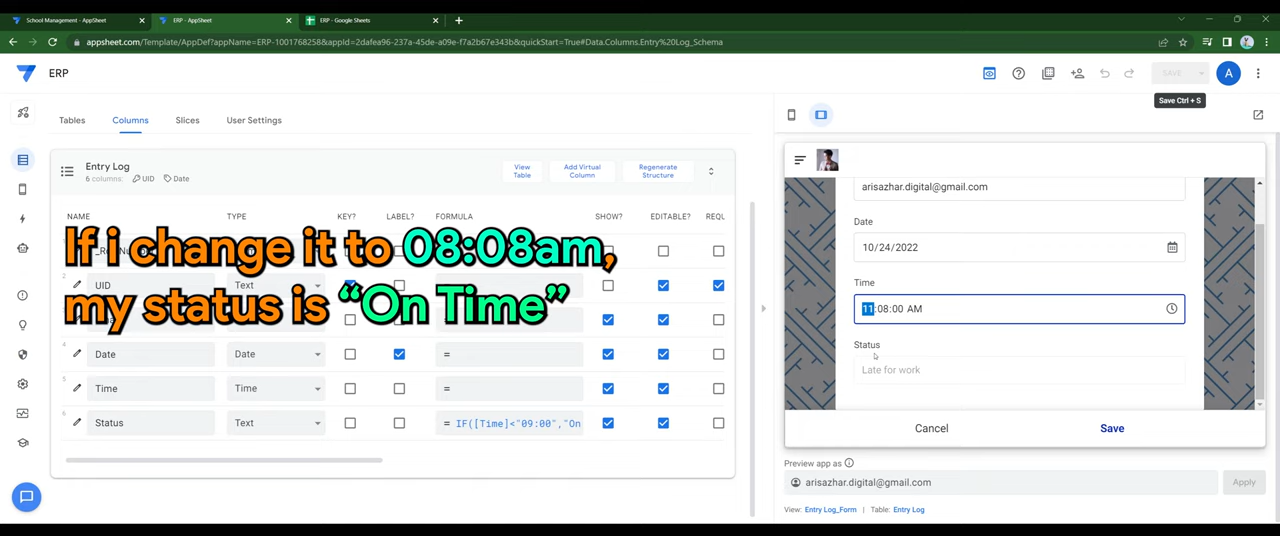 School Management - AppSheet
ERP - AppSheet
ERP - Google Sheets
appsheet.com/Template/AppDef?appName=ERP-1001768258&appId=2dafea96-237a-45de-a09e-f7a2b67e343b&quickStart=True#Data.Columns.Entry%20Log_Schema
ERP
SAVE
A
Save Ctrl + S
Tables
Columns
Slices
User Settings
Entry Log
6 columns: UID Date
View Table
Add Virtual Column
Regenerate Structure
NAME TYPE KEY? LABEL? FORMULA SHOW? EDITABLE? REQU
If i change it to 08:08am,
my status is "On Time"
2 UID Text
4 Date Date =
5 Time Time =
6 Status Text = IF([Time]<"09:00","On
arisazhar.digital@gmail.com
Date
10/24/2022
Time
11:08:00 AM
Status
Late for work
Cancel
Save
Preview app as
arisazhar.digital@gmail.com
Apply
View: Entry Log_Form | Table: Entry Log